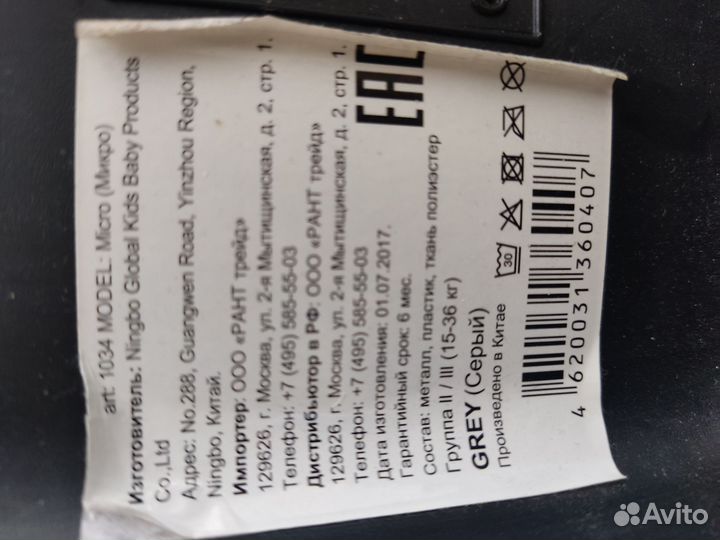 art: 1034 MODEL: Micro (Микро)
Изготовитель: Ningbo Global Kids Baby Products
Co.,Ltd
Адрес: No.288, Guangwen Road, Yinzhou Region,
Ningbo, Китай.
Импортер: ООО «РАНТ трейд»
129626, г. Москва, ул. 2-я Мытищинская, д. 2, стр. 1.
Телефон: +7 (495) 585-55-03
Дистрибьютор в РФ: ООО «РАНТ трейд»
129626, г. Москва, ул. 2-я Мытищинская, д. 2, стр. 1.
Телефон: +7 (495) 585-55-03
Дата изготовления: 01.07.2017.
Гарантийный срок: 6 мес.
Состав: металл, пластик, ткань полиэстер
Группа II / III (15-36 кг)
GREY (Серый)
Произведено в Китае
EAC
30
4 620031 360407
Avito